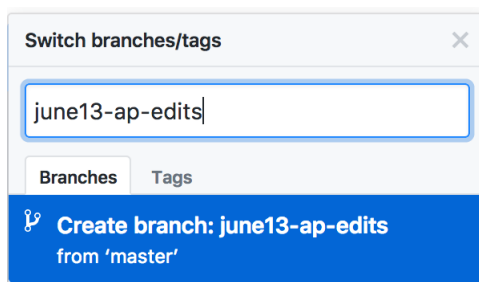 Switch branches/tags
june13-ap-edits
Branches Tags
Create branch: june13-ap-edits
from ‘master’